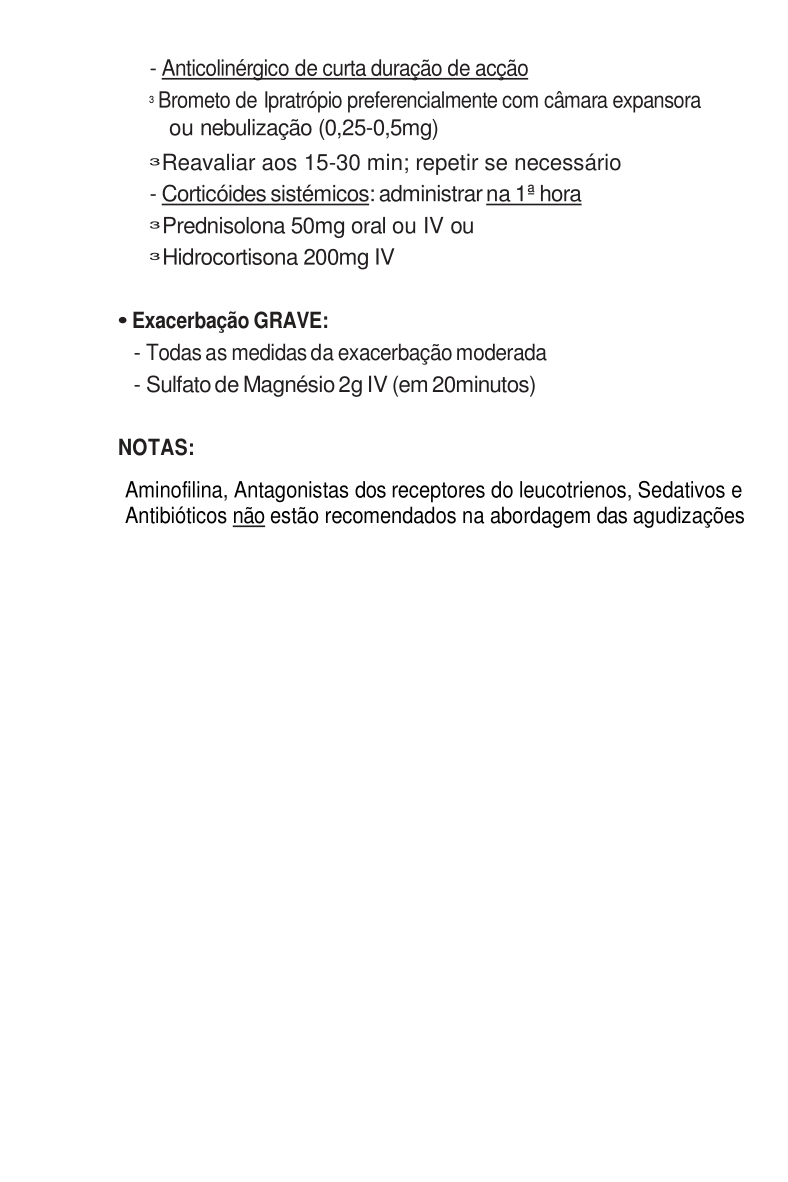 - Anticolinérgico de curta duração de acção
3 Brometo de Ipratrópio preferencialmente com câmara expansora
ou nebulização (0,25-0,5mg)
3 Reavaliar aos 15-30 min; repetir se necessário
- Corticóides sistémicos: administrar na 1ª hora
3 Prednisolona 50mg oral ou IV ou
3 Hidrocortisona 200mg IV
• Exacerbação GRAVE:
- Todas as medidas da exacerbação moderada
- Sulfato de Magnésio 2g IV (em 20minutos)
NOTAS:
Aminofilina, Antagonistas dos receptores do leucotrienos, Sedativos e
Antibióticos não estão recomendados na abordagem das agudizações